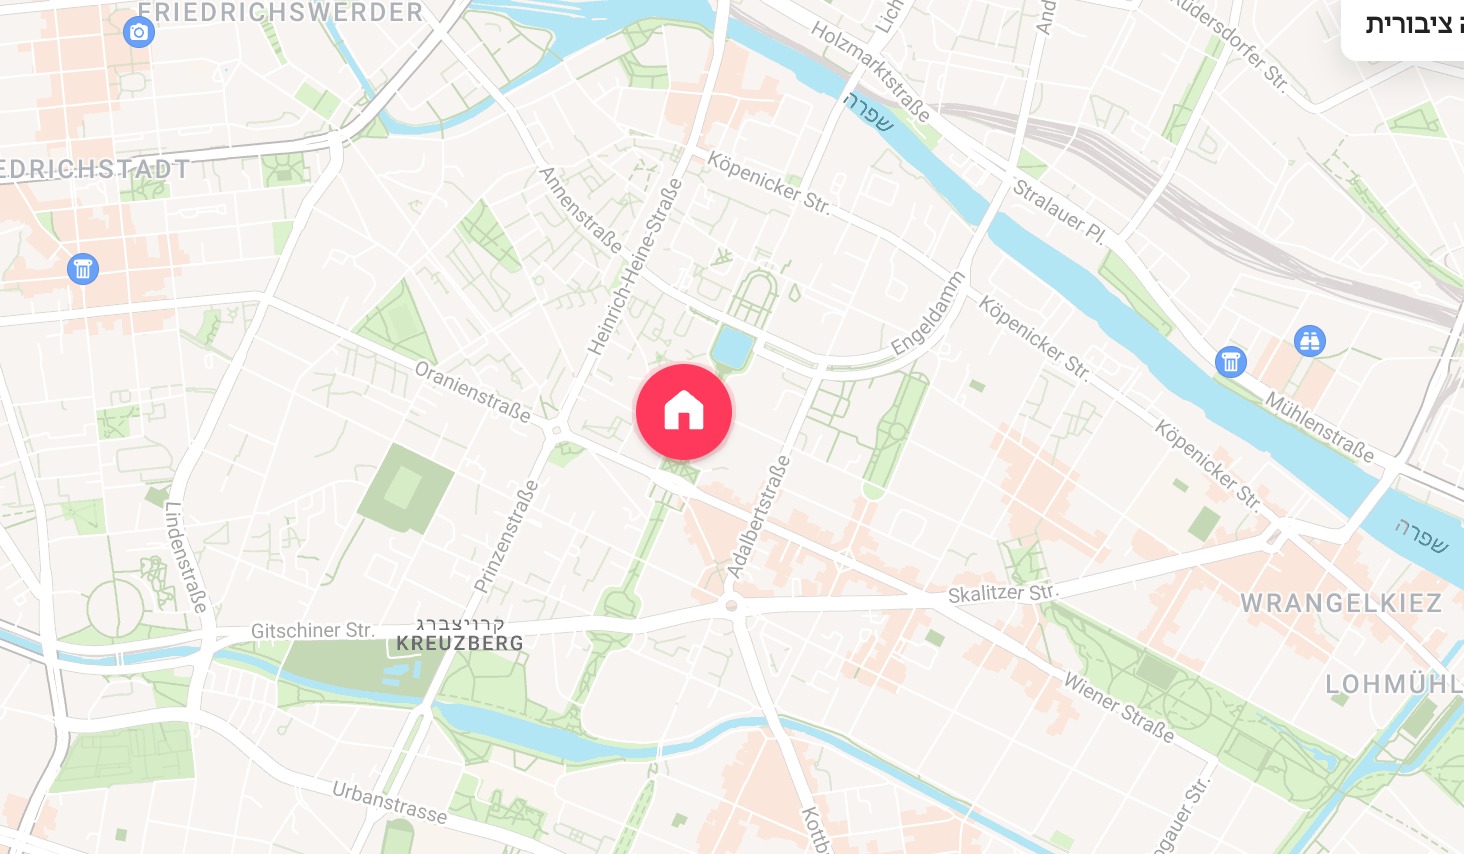 FRIEDRICHSWERDER
ה ציבורית
Lich
And
Rüdersdorfer Str.
Holzmarktstraße
שפרה
EDRICHSTADT
Köpenicker Str.
Annenstraße
Heinrich-Heine-Straße
Stralauer Pl.
Engeldamm
Köpenicker Str.
Oranienstraße
Mühlenstraße
Köpenicker Str.
Adalbertstraße
Prinzenstraße
Lindenstraße
שפרה
Skalitzer Str.
WRANGELKIEZ
Gitschiner Str.
קרויצברג
KREUZBERG
LOHMÜHL
Wiener Straße
Urbanstrasse
Kottb
ogauer Str.